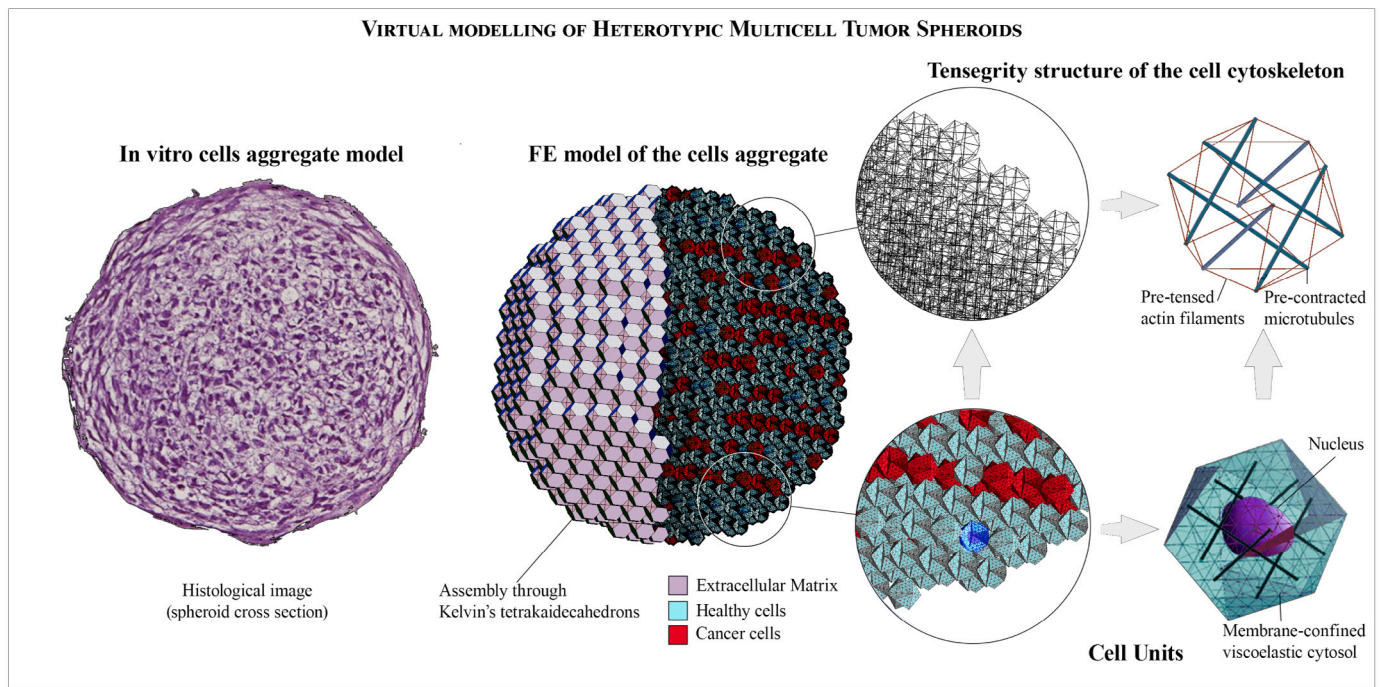 VIRTUAL MODELLING OF HETEROTYPIC MULTICELL TUMOR SPHEROIDS
Tensegrity structure of the cell cytoskeleton
In vitro cells aggregate model
FE model of the cells aggregate
Pre-tensed
actin filaments
Pre-contracted
microtubules
Nucleus
Histological image
(spheroid cross section)
Assembly through
Kelvin's tetrakaidecahedrons
Extracellular Matrix
Healthy cells
Cancer cells
Membrane-confined
viscoelastic cytosol
Cell Units